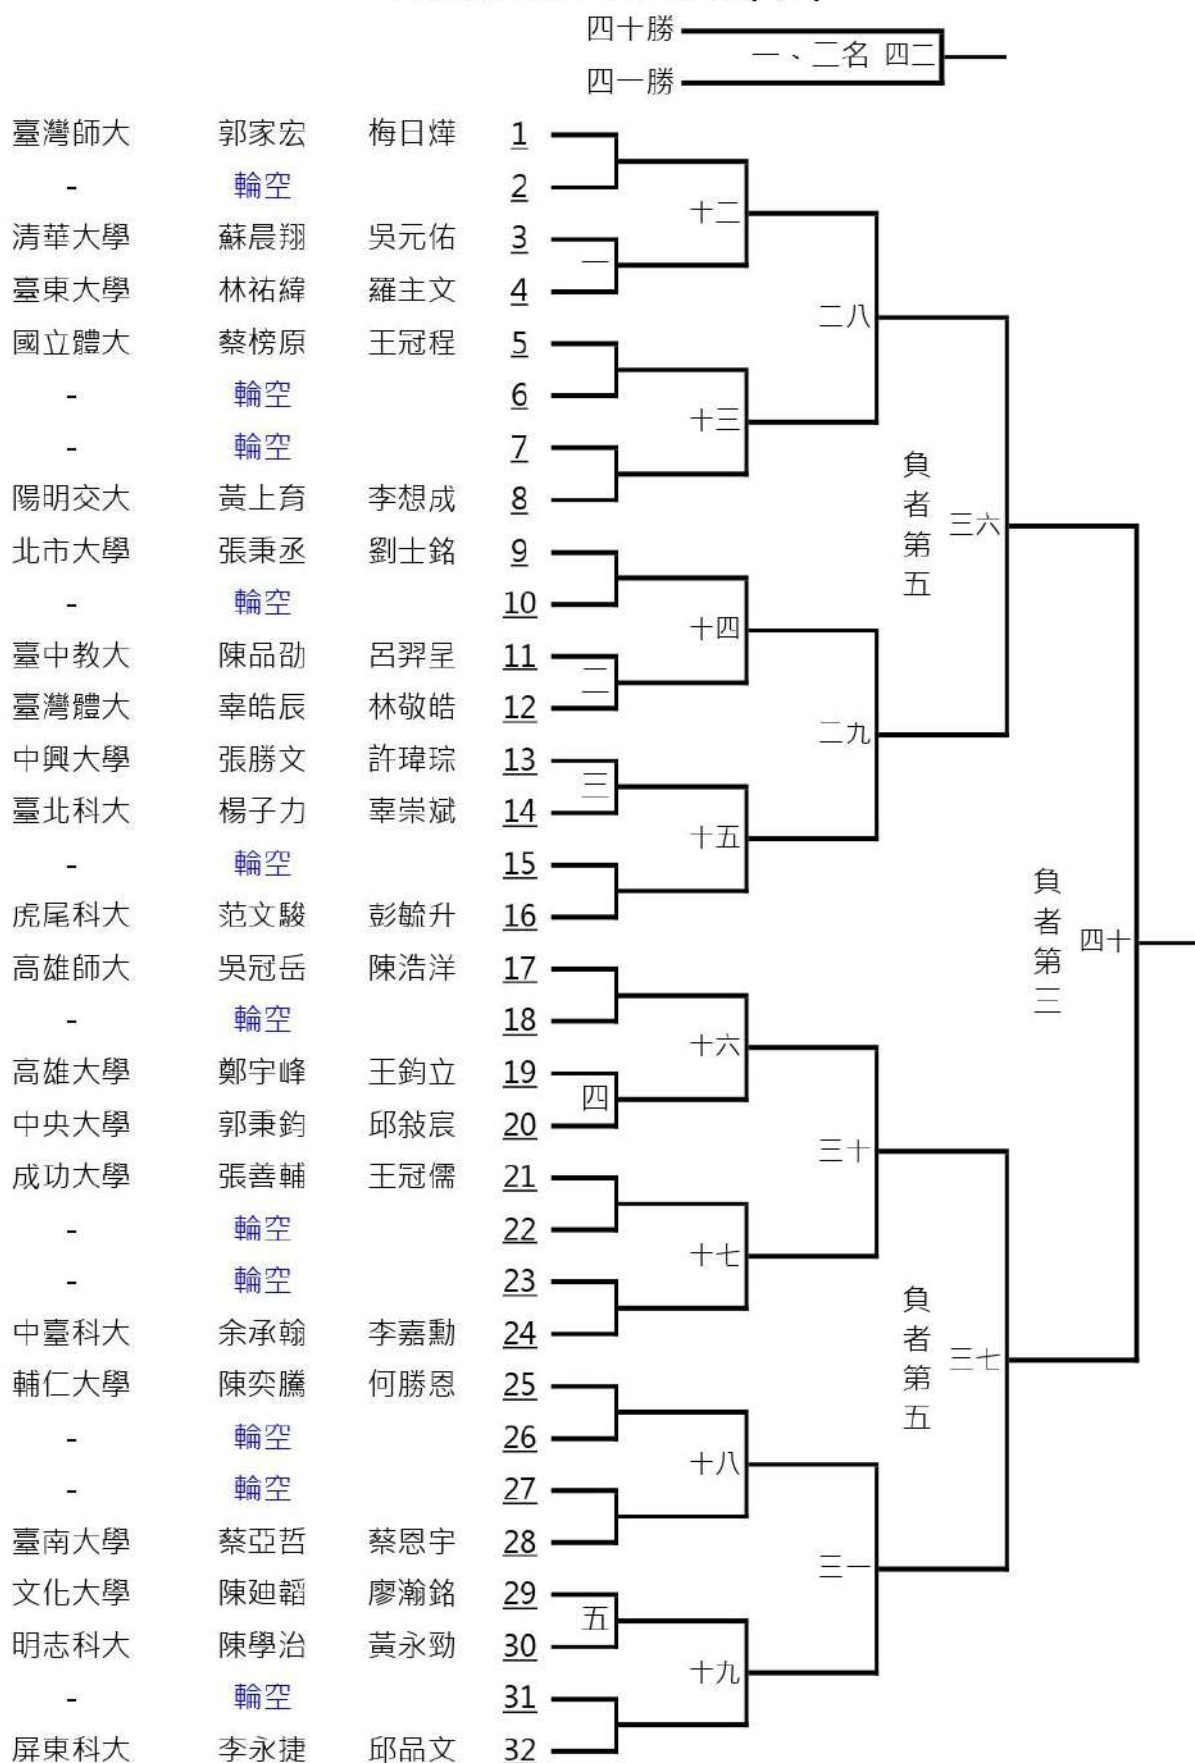 四十勝
一、二名 四二
四一勝
臺灣師大 郭家宏 梅日燁 1
- 輪空 2
十二
清華大學 蘇晨翔 吳元佑 3
一
臺東大學 林祐緯 羅主文 4
二八
國立體大 蔡榜原 王冠程 5
- 輪空 6
十三
- 輪空 7
陽明交大 黃上育 李想成 8
負者第五 三六
北市大學 張秉丞 劉士銘 9
- 輪空 10
十四
臺中教大 陳品劭 呂羿呈 11
二
臺灣體大 辜皓辰 林敬皓 12
二九
中興大學 張勝文 許瑋琮 13
三
臺北科大 楊子力 辜崇斌 14
十五
- 輪空 15
虎尾科大 范文駿 彭毓升 16
負者第三 四十
高雄師大 吳冠岳 陳浩洋 17
- 輪空 18
十六
高雄大學 鄭宇峰 王鈞立 19
四
中央大學 郭秉鈞 邱敍宸 20
三十
成功大學 張善輔 王冠儒 21
- 輪空 22
十七
- 輪空 23
中臺科大 余承翰 李嘉勳 24
負者第五 三七
輔仁大學 陳奕騰 何勝恩 25
- 輪空 26
十八
- 輪空 27
臺南大學 蔡亞哲 蔡恩宇 28
三一
文化大學 陳廸韜 廖瀚銘 29
五
明志科大 陳學治 黃永勁 30
十九
- 輪空 31
屏東科大 李永捷 邱品文 32